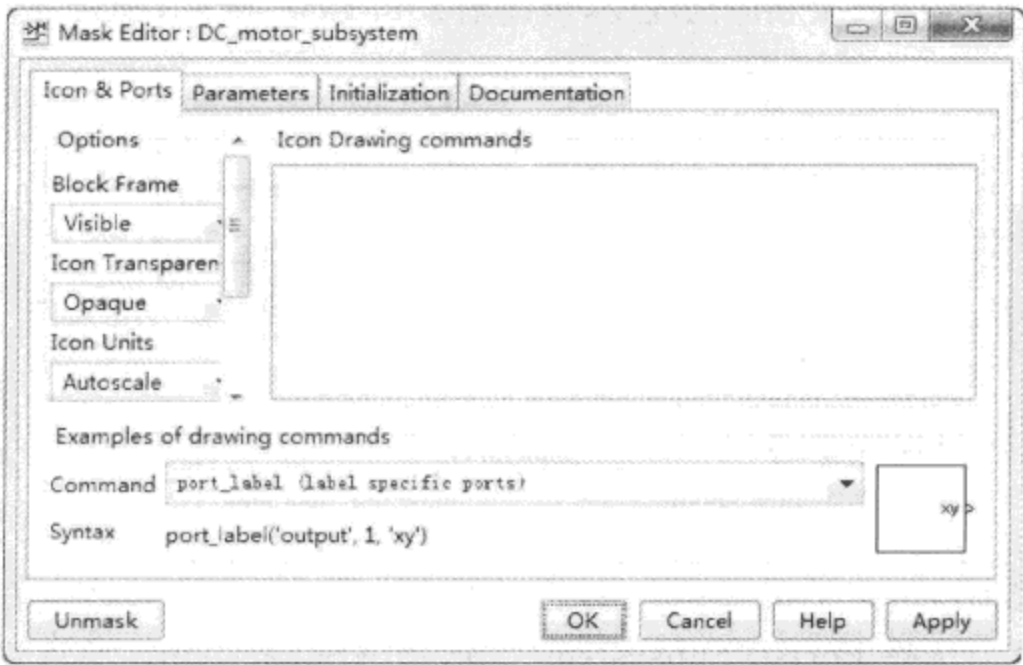 Mask Editor : DC_motor_subsystem
Icon & Ports Parameters Initialization Documentation
Options
Icon Drawing commands
Block Frame
Visible
Icon Transparen
Opaque
Icon Units
Autoscale
Examples of drawing commands
Command port_label (label specific ports)
xy
Syntax port_label('output', 1, 'xy')
Unmask OK Cancel Help Apply